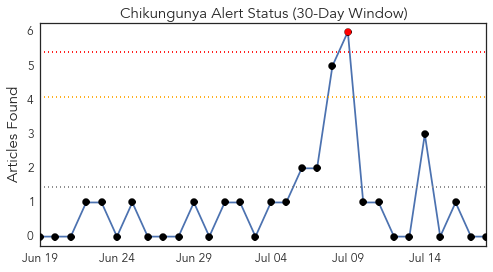 Chikungunya Alert Status (30-Day Window)
Articles Found
6
5
4
3
2
1
0
Jun 19 Jun 24 Jun 29 Jul 04 Jul 09 Jul 14